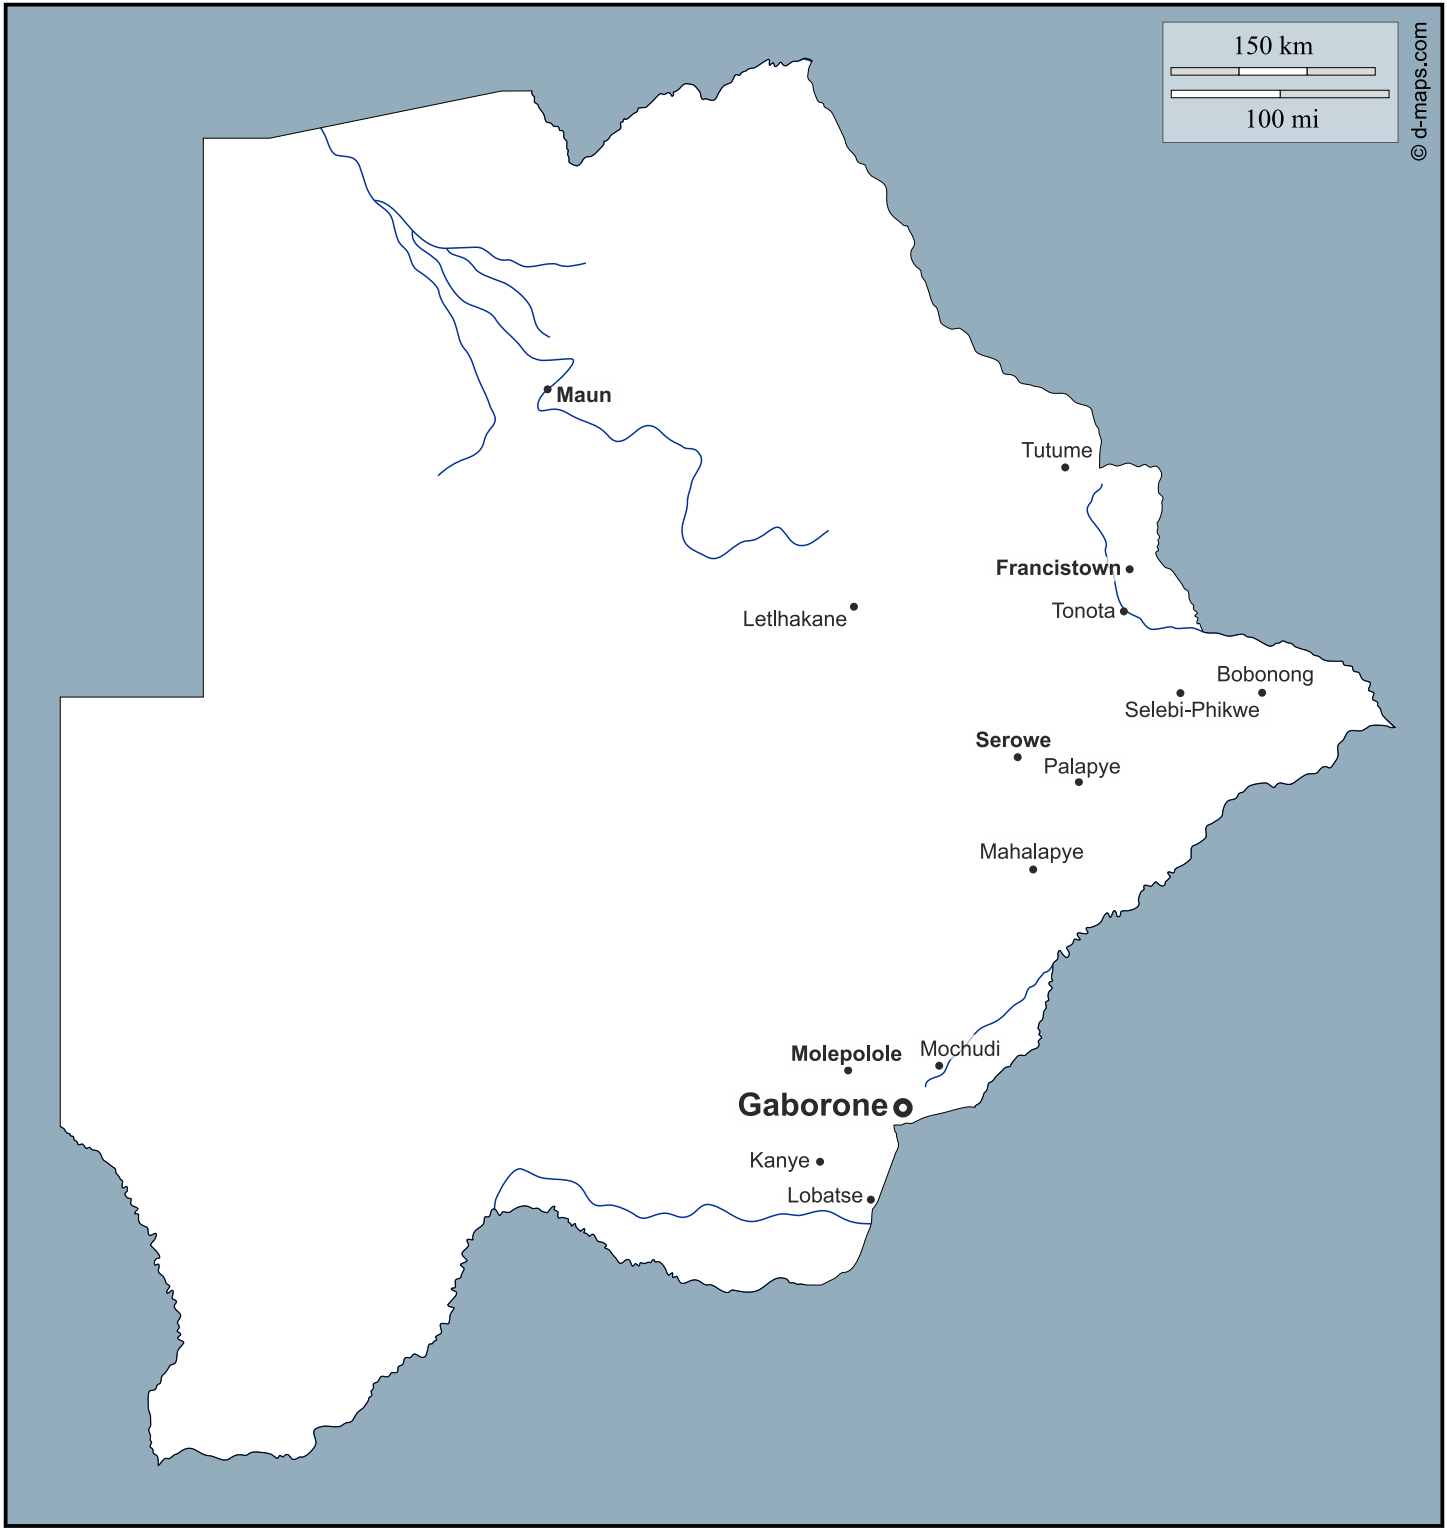 150 km
100 mi
© d-maps.com
Maun
Tutume
Francistown
Letlhakane
Tonota
Bobonong
Selebi-Phikwe
Serowe
Palapye
Mahalapye
Molepolole
Mochudi
Gaborone
Kanye
Lobatse